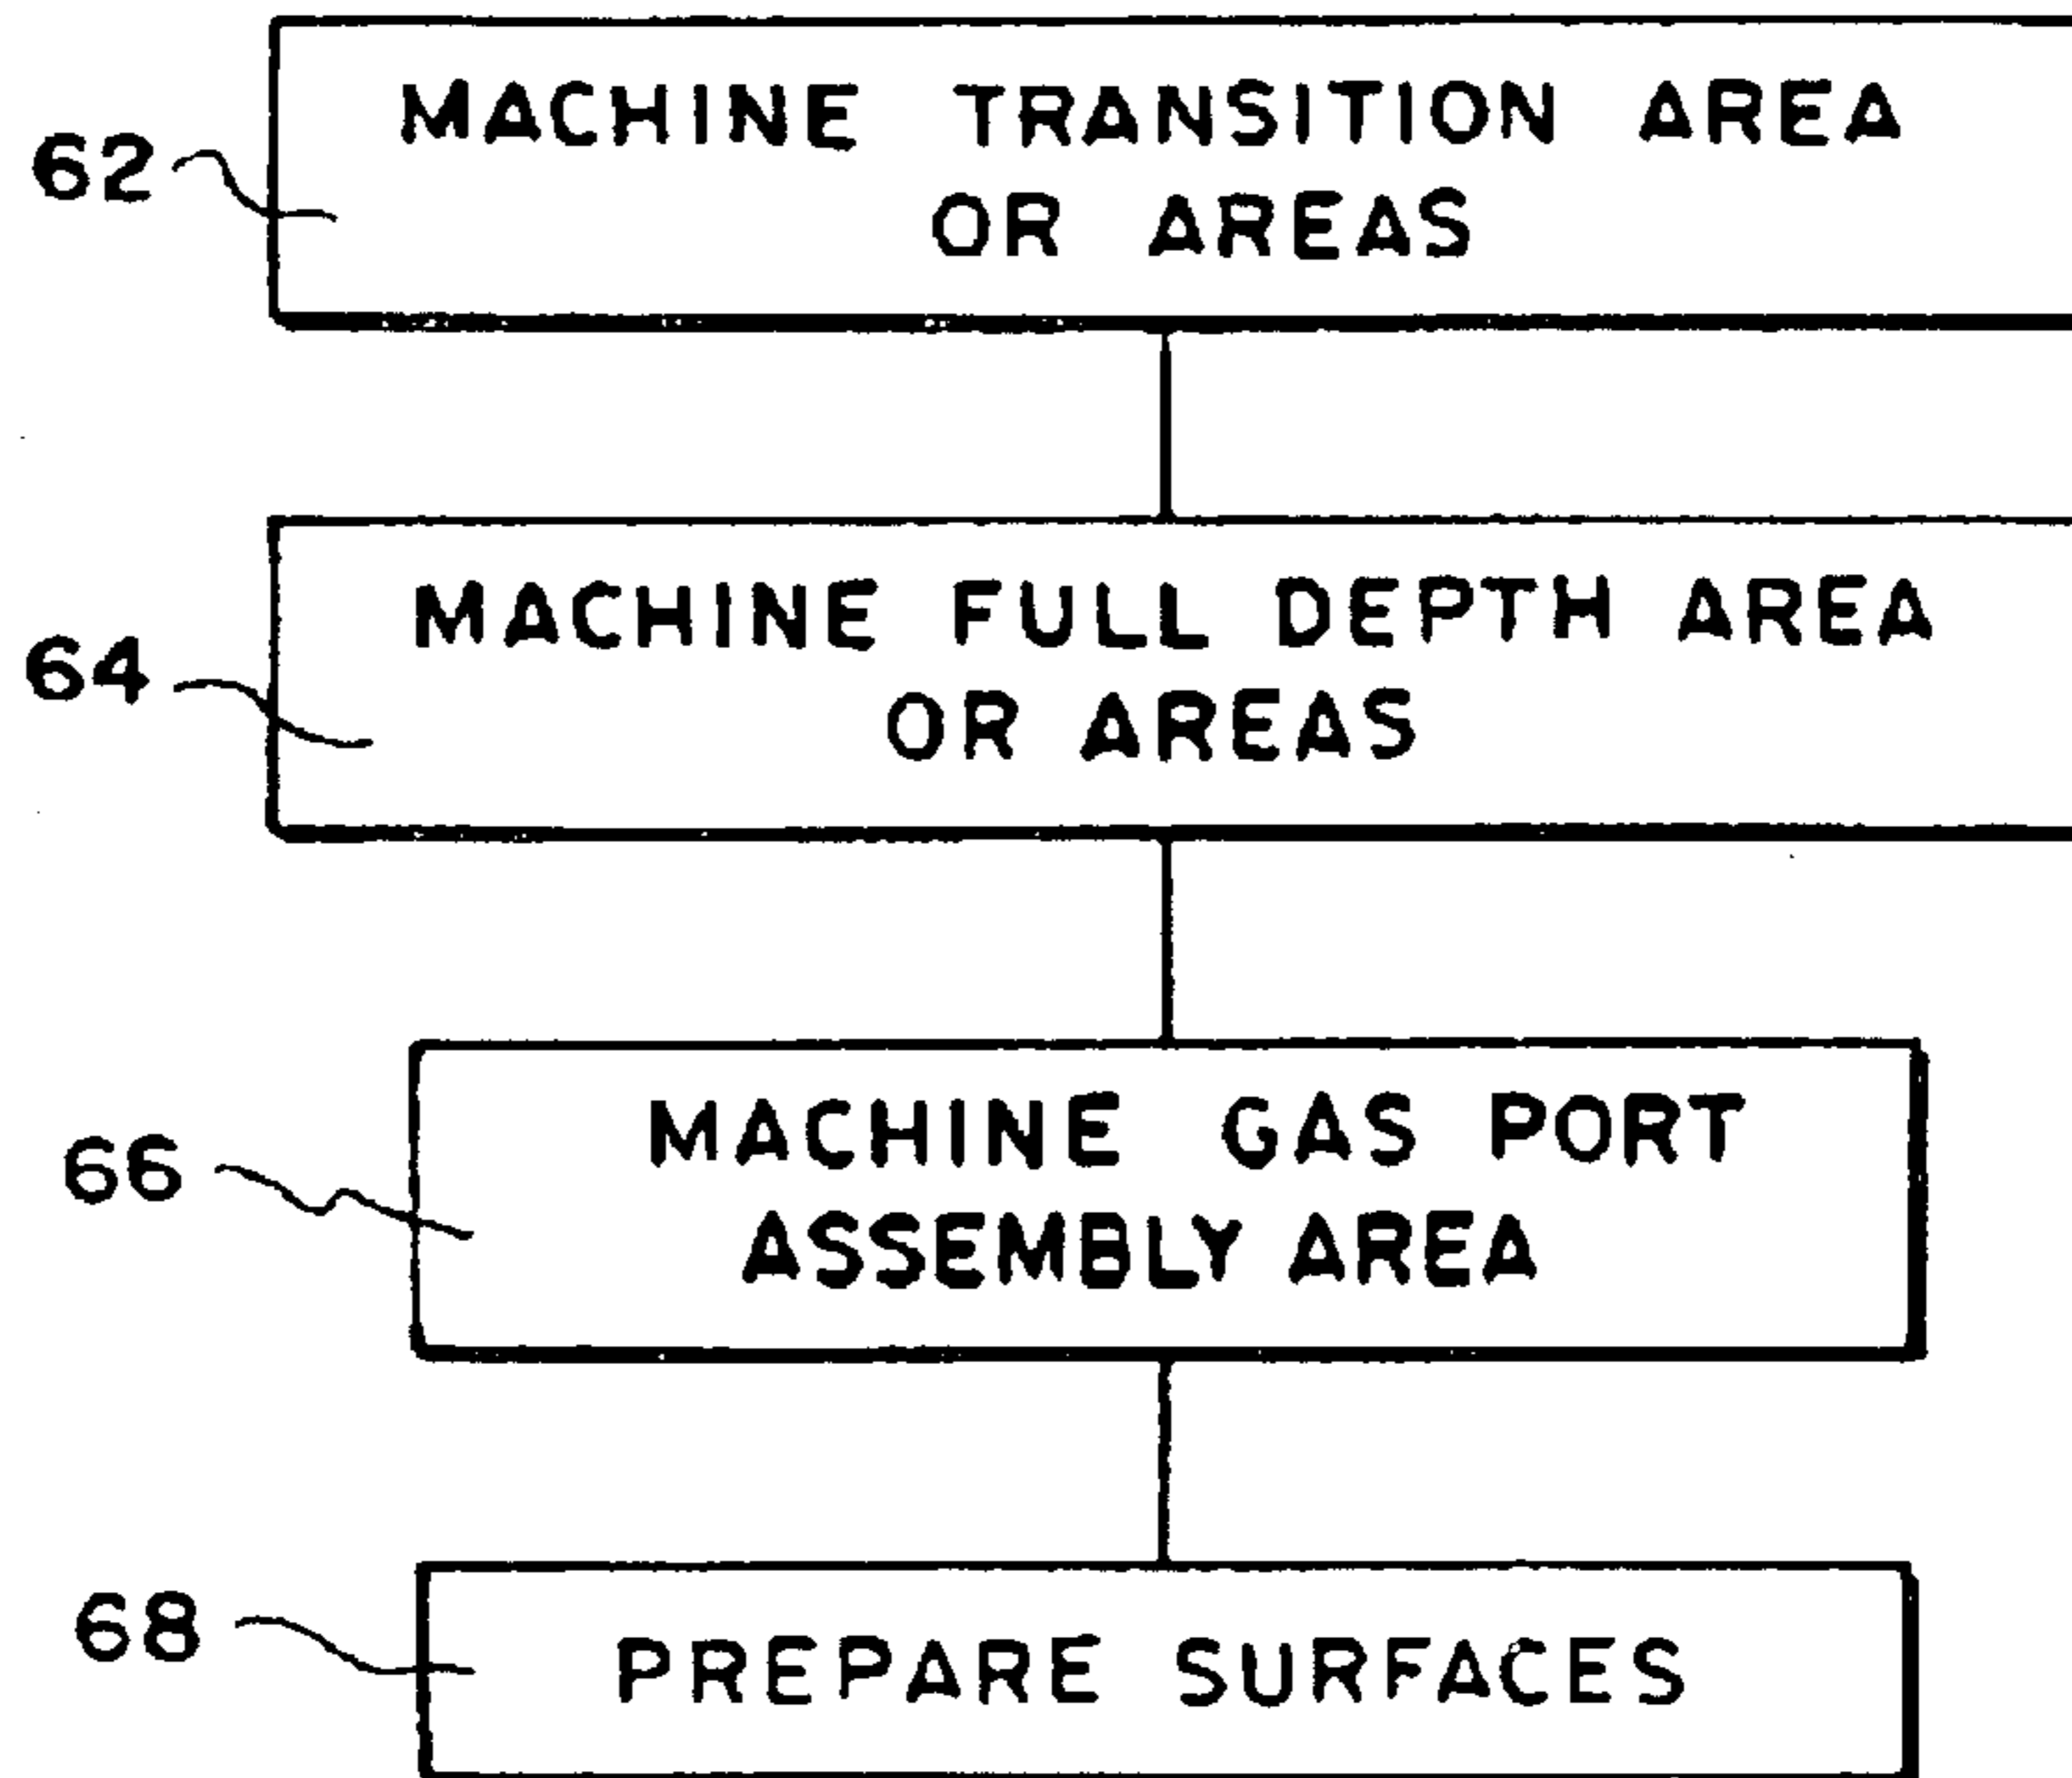 MACHINE TRANSITION AREA
62
OR AREAS
MACHINE FULL DEPTH AREA
64
OR AREAS
MACHINE GAS PORT
66
ASSEMBLY AREA
68
PREPARE SURFACES